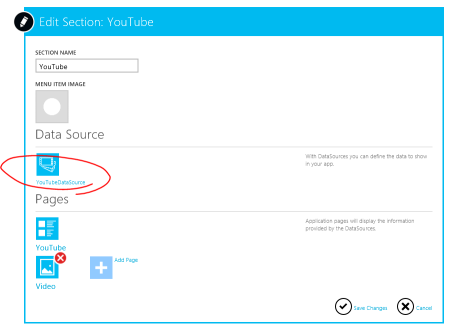 Edit Section: YouTube
SECTION NAME
YouTube
MENU ITEM IMAGE
Data Source
With DataSources you can define the data to show
in your app.
YouTubeDataSource
Pages
Application pages will display the information
provided by the DataSources.
YouTube
Add Page
Video
Save Changes
Cancel